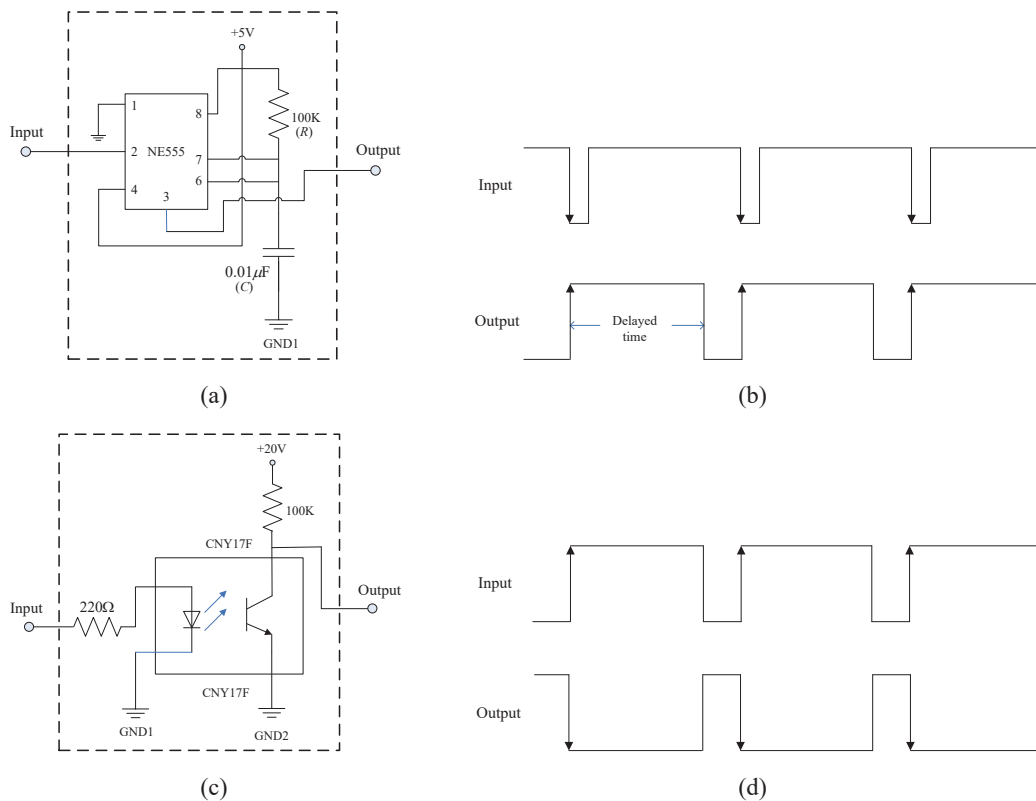 +5V
1
8
100K
(R)
Input
2
NE555
7
Output
4
6
3
0.01μF
(C)
GND1
(a)
Input
Output
Delayed
time
(b)
+20V
100K
CNY17F
Input
220Ω
Output
CNY17F
GND1
GND2
(c)
Input
Output
(d)